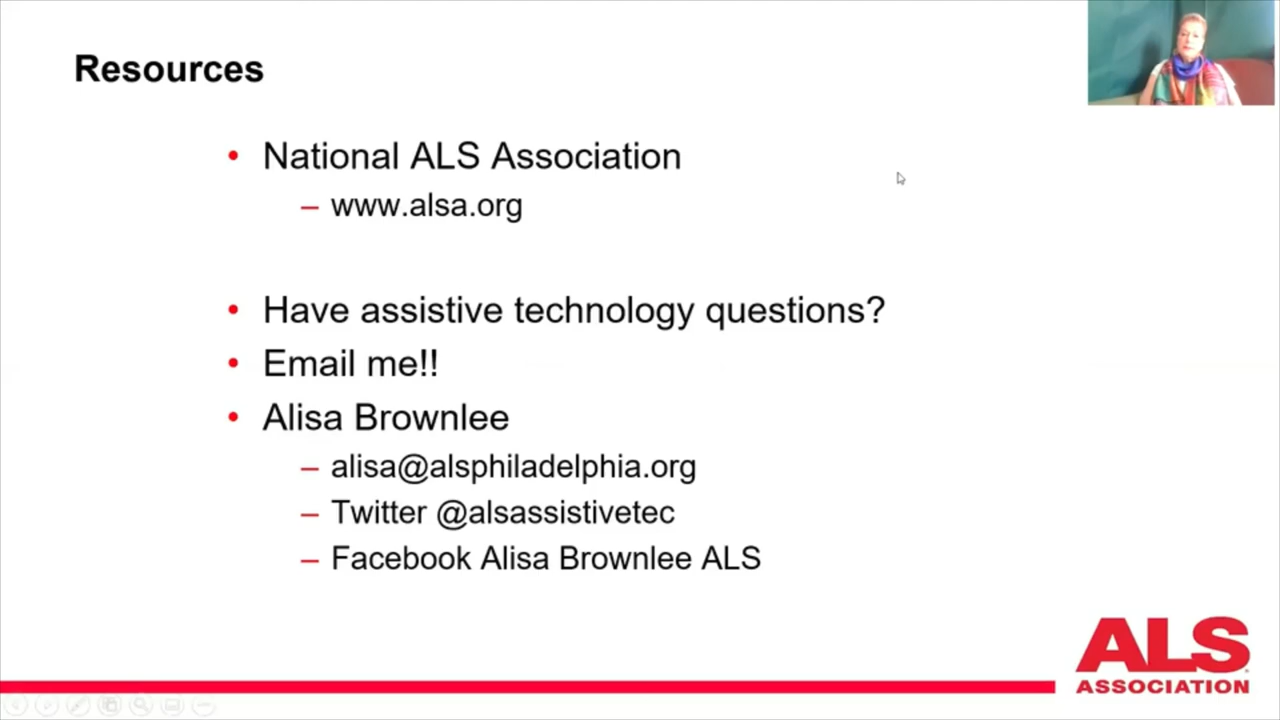 Resources
• National ALS Association
– www.alsa.org
• Have assistive technology questions?
• Email me!!
• Alisa Brownlee
– alisa@alsphiladelphia.org
– Twitter @alsassistivetec
– Facebook Alisa Brownlee ALS
ALS
ASSOCIATION